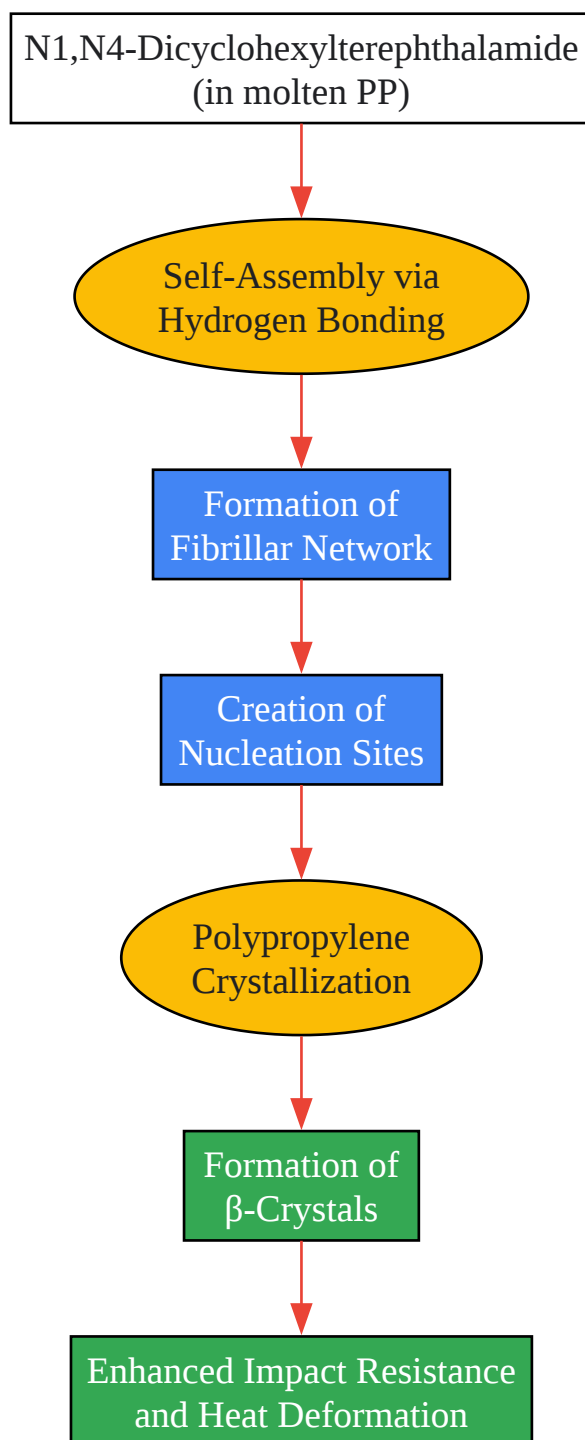 N1,N4-Dicyclohexylterephthalamide
(in molten PP)
Self-Assembly via
Hydrogen Bonding
Formation of
Fibrillar Network
Creation of
Nucleation Sites
Polypropylene
Crystallization
Formation of
β-Crystals
Enhanced Impact Resistance
and Heat Deformation